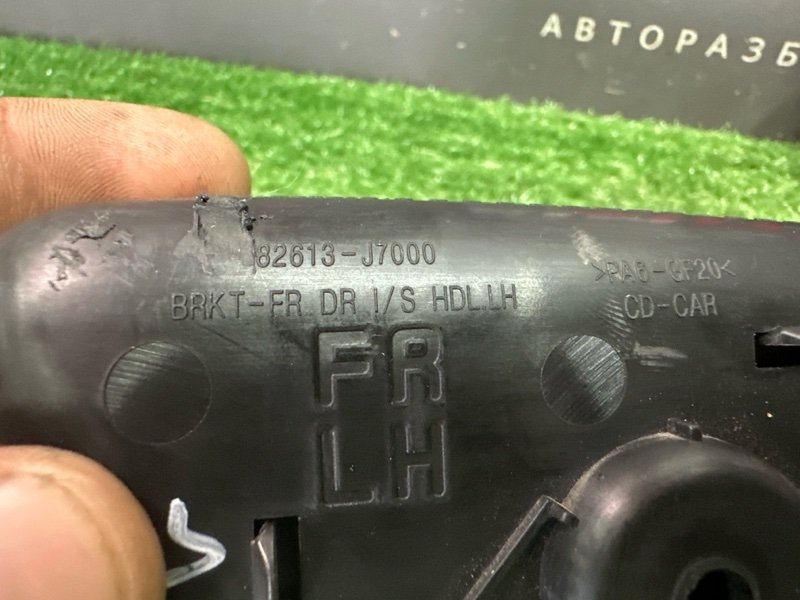 АВТОРАЗБ
82613-J7000
BRKT-FR DR I/S HDL.LH
>PA6-GF20<
CD-CAR
FR
LH